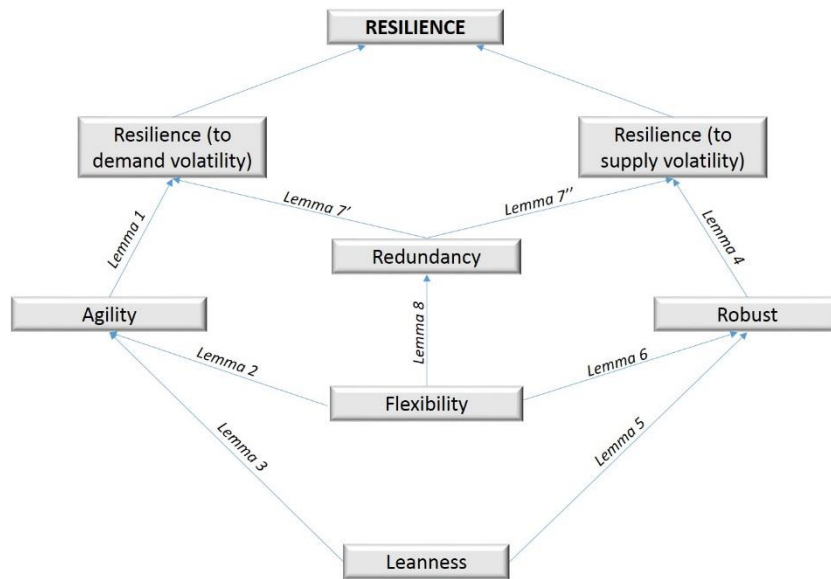 RESILIENCE
Resilience (to
demand volatility)
Resilience (to
supply volatility)
Lemma 1
Lemma 7’
Lemma 7’’
Lemma 4
Redundancy
Agility
Lemma 8
Robust
Lemma 2
Lemma 6
Flexibility
Lemma 3
Lemma 5
Leanness